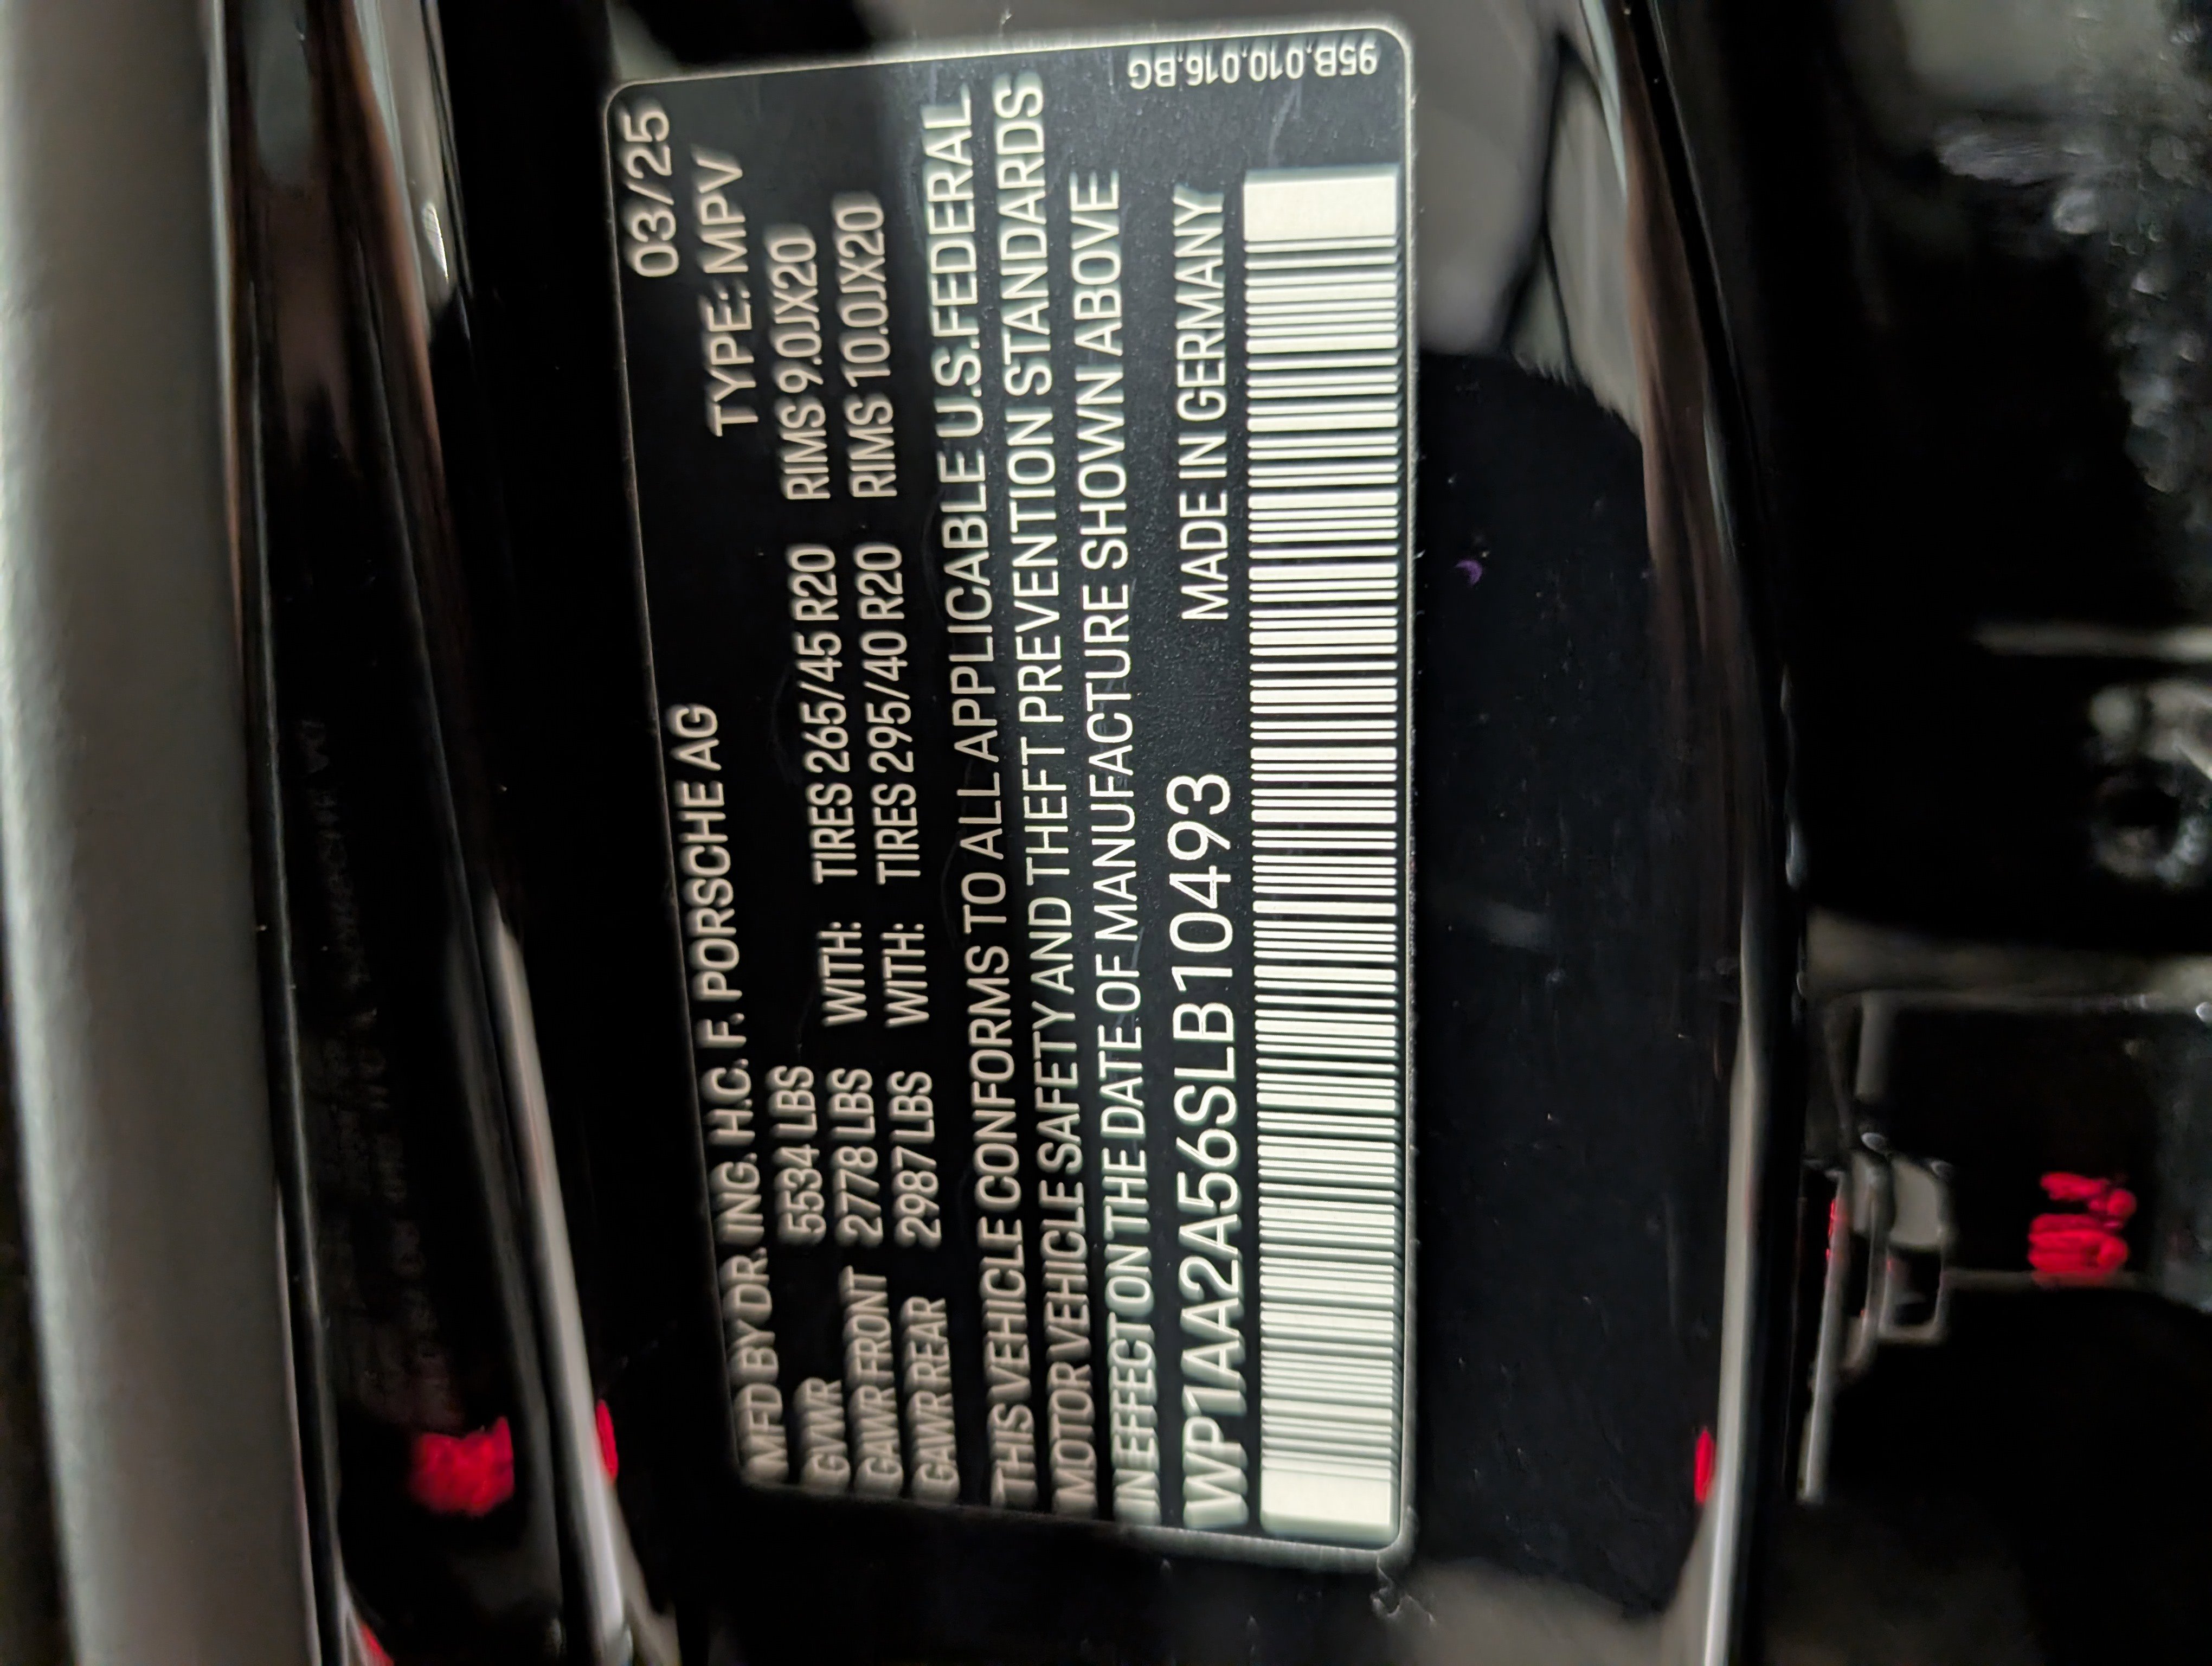 03/25
MFD BY DR. ING. H.C. F. PORSCHE AG
TYPE: MPV
GVWR 5534 LBS WITH: TIRES 265/45 R20 RIMS 9.0JX20
GAWR FRONT 2778 LBS WITH: TIRES 295/40 R20 RIMS 10.0JX20
GAWR REAR 2987 LBS
THIS VEHICLE CONFORMS TO ALL APPLICABLE U.S.FEDERAL
MOTOR VEHICLE SAFETY AND THEFT PREVENTION STANDARDS
IN EFFECT ON THE DATE OF MANUFACTURE SHOWN ABOVE
WP1AA2A56SLB10493 MADE IN GERMANY
95B.010.016.BG